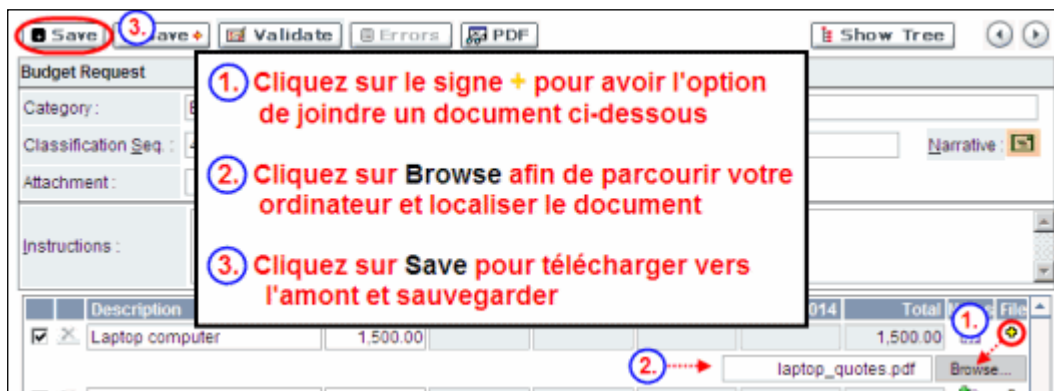 Save 3. ave Validate Errors PDF Show Tree
Budget Request
1. Cliquez sur le signe + pour avoir l'option
de joindre un document ci-dessous
Category :
Classification Seq. : Narrative :
Attachment :
2. Cliquez sur Browse afin de parcourir votre
ordinateur et localiser le document
Instructions :
3. Cliquez sur Save pour télécharger vers
l'amont et sauvegarder
Description 014 Total File
1.
Laptop computer 1,500.00 1,500.00
2. laptop_quotes.pdf Browse...